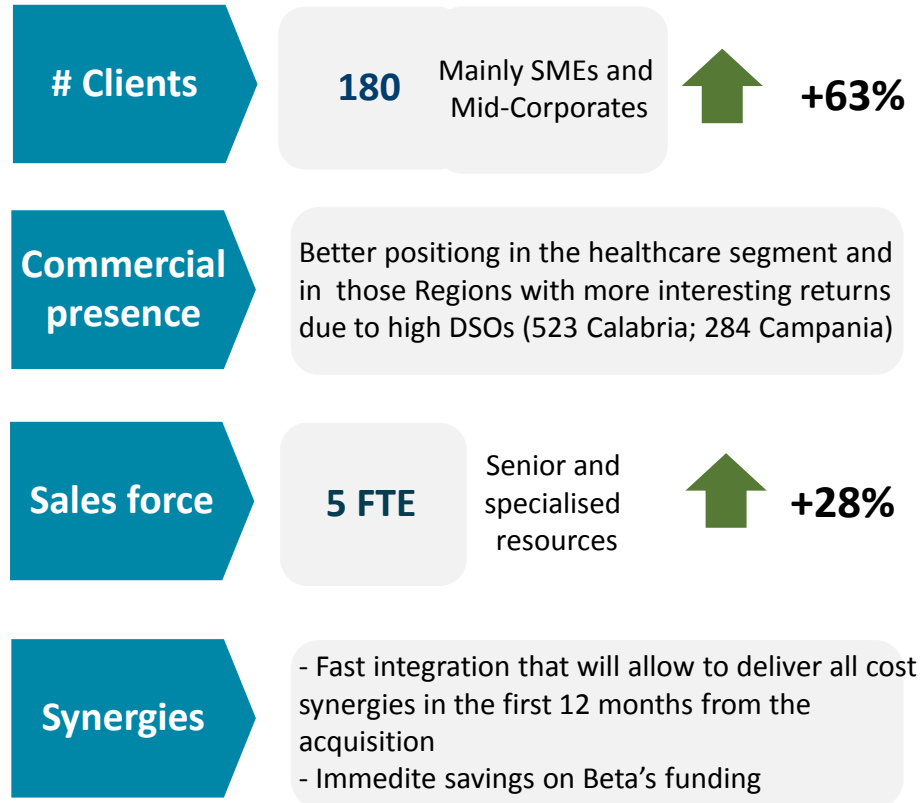 # Clients
180
Mainly SMEs and
Mid-Corporates
+63%
Commercial
presence
Better positiong in the healthcare segment and
in those Regions with more interesting returns
due to high DSOs (523 Calabria; 284 Campania)
Sales force
5 FTE
Senior and
specialised
resources
+28%
Synergies
- Fast integration that will allow to deliver all cost
synergies in the first 12 months from the
acquisition
- Immedite savings on Beta's funding